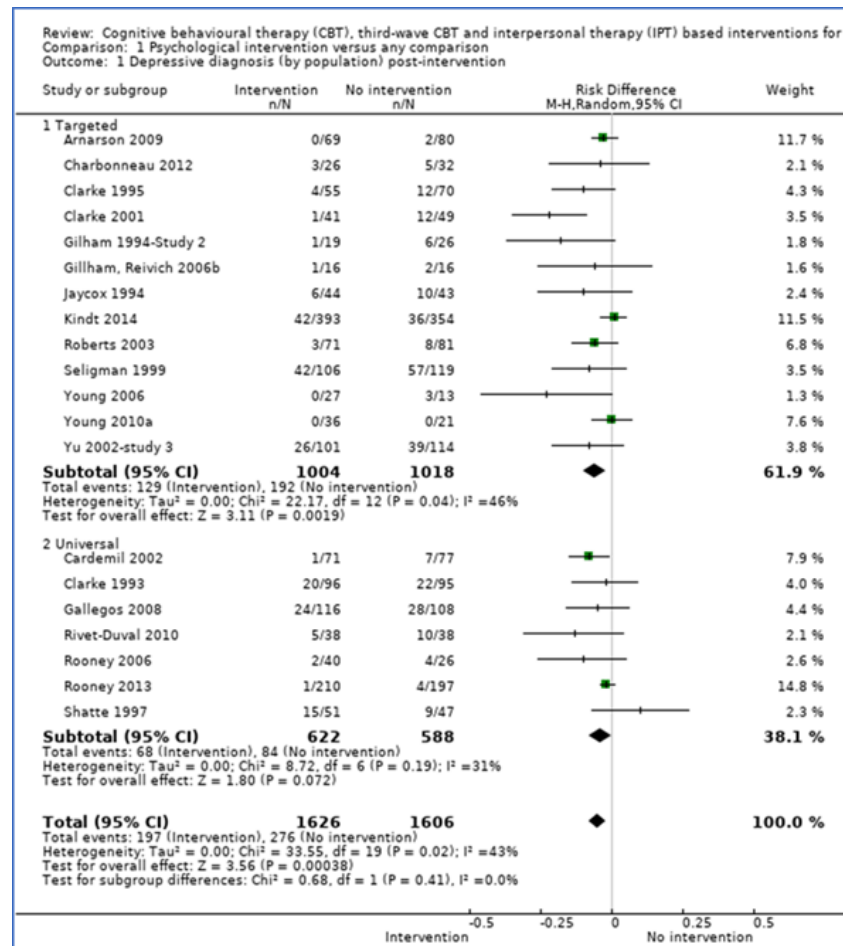 Review: Cognitive behavioural therapy (CBT), third-wave CBT and interpersonal therapy (IPT) based interventions for
Comparison: 1 Psychological intervention versus any comparison
Outcome: 1 Depressive diagnosis (by population) post-intervention
Study or subgroup Intervention No intervention Risk Difference Weight
n/N n/N M-H,Random,95% CI
1 Targeted
Arnarson 2009 0/69 2/80 11.7 %
Charbonneau 2012 3/26 5/32 2.1 %
Clarke 1995 4/55 12/70 4.3 %
Clarke 2001 1/41 12/49 3.5 %
Gilham 1994-Study 2 1/19 6/26 1.8 %
Gillham, Reivich 2006b 1/16 2/16 1.6 %
Jaycox 1994 6/44 10/43 2.4 %
Kindt 2014 42/393 36/354 11.5 %
Roberts 2003 3/71 8/81 6.8 %
Seligman 1999 42/106 57/119 3.5 %
Young 2006 0/27 3/13 1.3 %
Young 2010a 0/36 0/21 7.6 %
Yu 2002-study 3 26/101 39/114 3.8 %
Subtotal (95% CI) 1004 1018 61.9 %
Total events: 129 (Intervention), 192 (No intervention)
Heterogeneity: Tau² = 0.00; Chi² = 22.17, df = 12 (P = 0.04); I² =46%
Test for overall effect: Z = 3.11 (P = 0.0019)
2 Universal
Cardemil 2002 1/71 7/77 7.9 %
Clarke 1993 20/96 22/95 4.0 %
Gallegos 2008 24/116 28/108 4.4 %
Rivet-Duval 2010 5/38 10/38 2.1 %
Rooney 2006 2/40 4/26 2.6 %
Rooney 2013 1/210 4/197 14.8 %
Shatte 1997 15/51 9/47 2.3 %
Subtotal (95% CI) 622 588 38.1 %
Total events: 68 (Intervention), 84 (No intervention)
Heterogeneity: Tau² = 0.00; Chi² = 8.72, df = 6 (P = 0.19); I² =31%
Test for overall effect: Z = 1.80 (P = 0.072)
Total (95% CI) 1626 1606 100.0 %
Total events: 197 (Intervention), 276 (No intervention)
Heterogeneity: Tau² = 0.00; Chi² = 33.55, df = 19 (P = 0.02); I² =43%
Test for overall effect: Z = 3.56 (P = 0.00038)
Test for subgroup differences: Chi² = 0.68, df = 1 (P = 0.41), I² =0.0%
-0.5 -0.25 0 0.25 0.5
Intervention No intervention